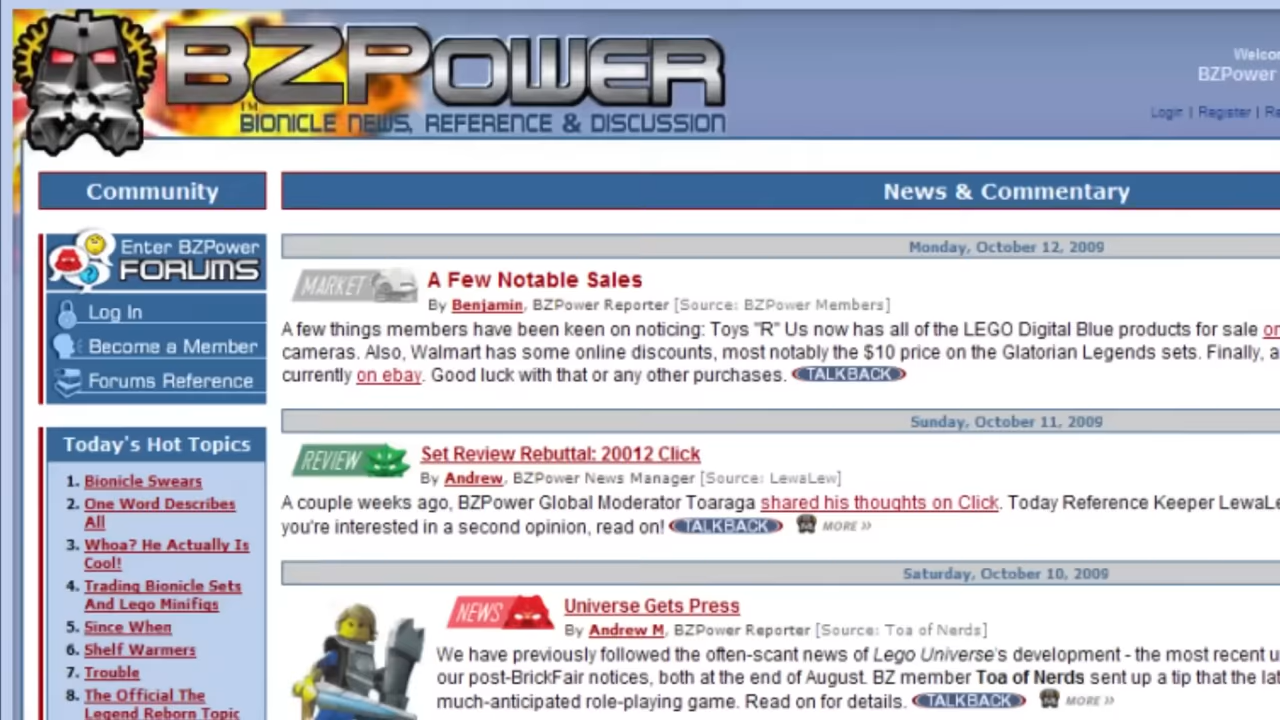 BZPOWER
TM
BIONICLE NEWS, REFERENCE & DISCUSSION
BZPower
Login | Register |
Community
News & Commentary
Enter BZPower
FORUMS
Log In
Become a Member
Forums Reference
Today's Hot Topics
1. Bionicle Swears
2. One Word Describes
All
3. Whoa? He Actually Is
Cool!
4. Trading Bionicle Sets
And Lego Minifigs
5. Since When
6. Shelf Warmers
7. Trouble
8. The Official The
Legend Reborn Topic
Monday, October 12, 2009
MARKET A Few Notable Sales
By Benjamin, BZPower Reporter [Source: BZPower Members]
A few things members have been keen on noticing: Toys "R" Us now has all of the LEGO Digital Blue products for sale
cameras. Also, Walmart has some online discounts, most notably the $10 price on the Glatorian Legends sets. Finally, a
currently on ebay. Good luck with that or any other purchases. TALKBACK
Sunday, October 11, 2009
REVIEW Set Review Rebuttal: 20012 Click
By Andrew, BZPower News Manager [Source: LewaLew]
A couple weeks ago, BZPower Global Moderator Toaraga shared his thoughts on Click. Today Reference Keeper LewaLe
you're interested in a second opinion, read on! TALKBACK MORE »
Saturday, October 10, 2009
NEWS Universe Gets Press
By Andrew M, BZPower Reporter [Source: Toa of Nerds]
We have previously followed the often-scant news of Lego Universe's development - the most recent u
our post-BrickFair notices, both at the end of August. BZ member Toa of Nerds sent up a tip that the lat
much-anticipated role-playing game. Read on for details. TALKBACK MORE »